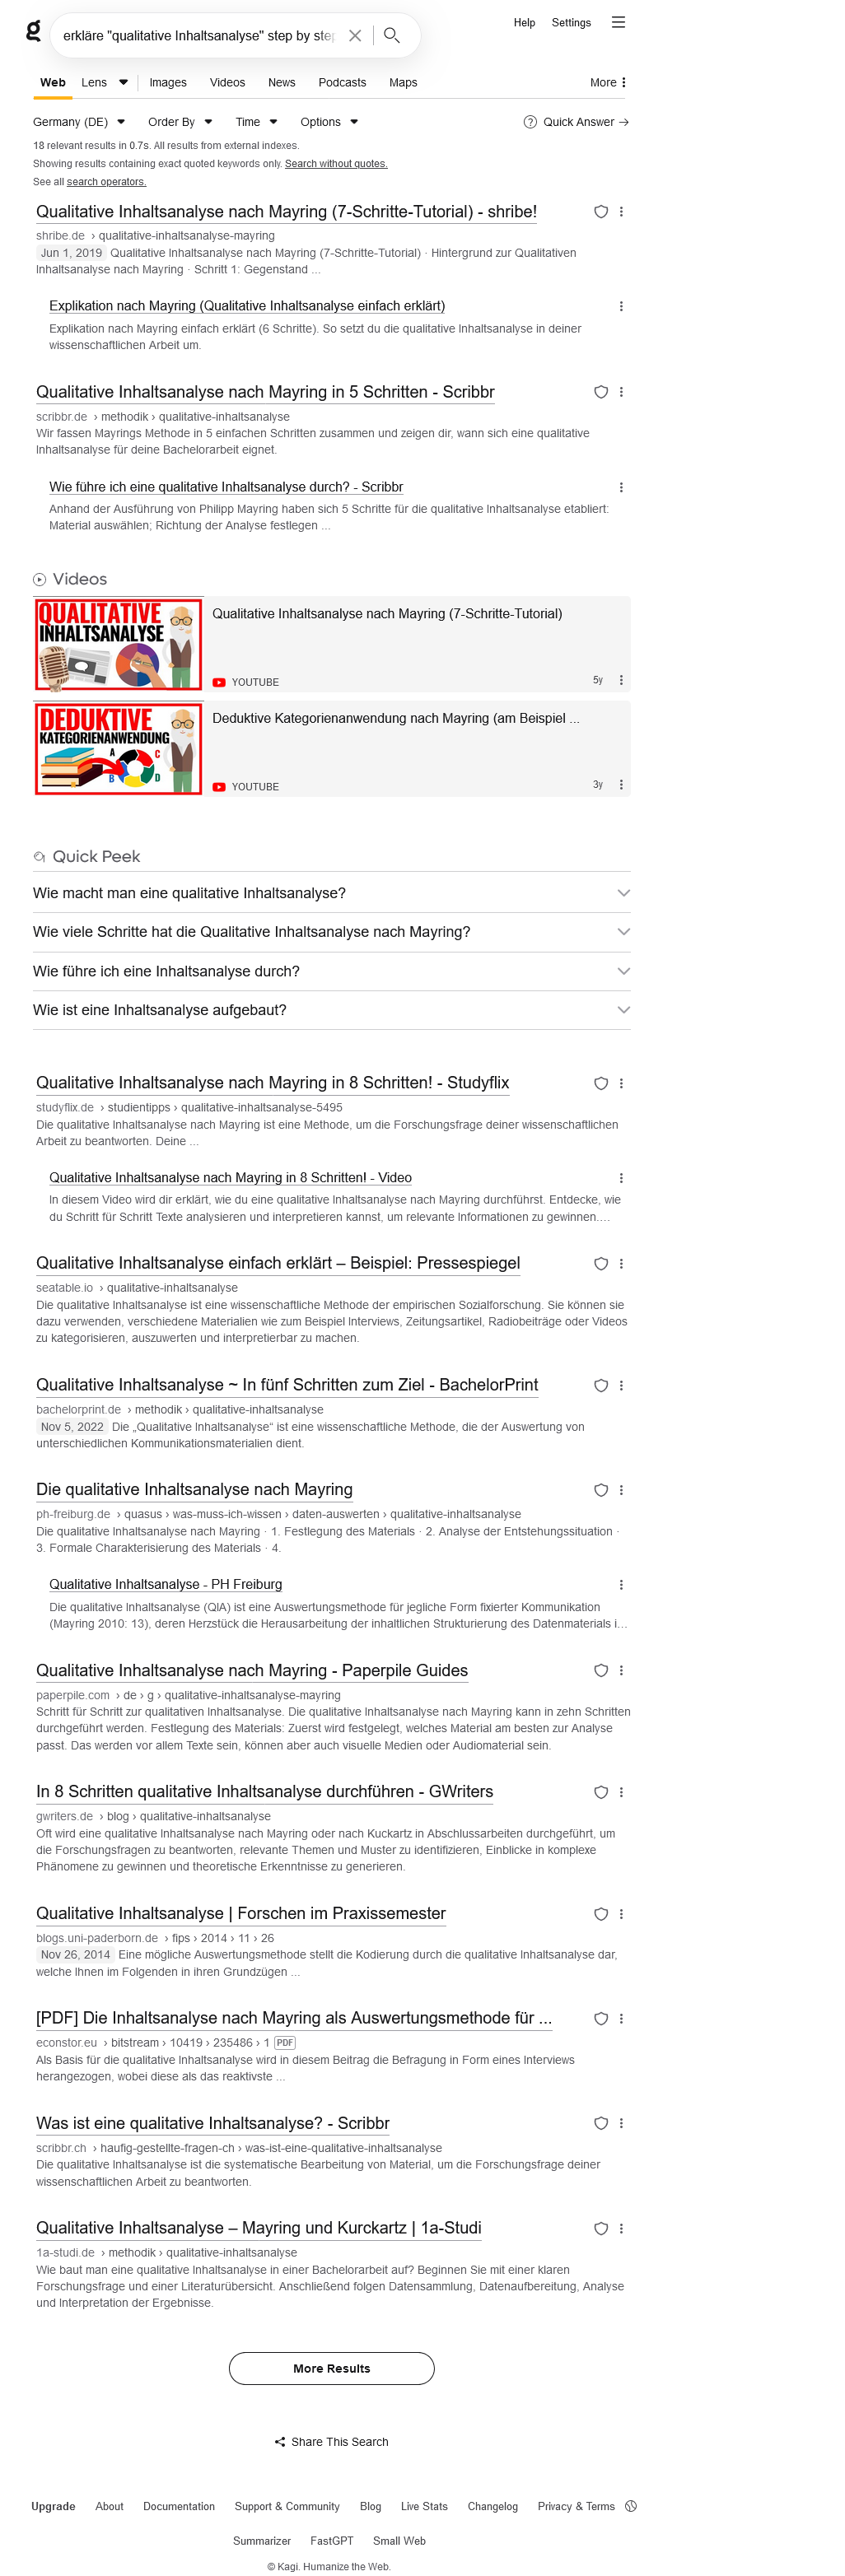 g
erkläre "qualitative Inhaltsanalyse" step by step
Help
Settings
Web
Lens
Images
Videos
News
Podcasts
Maps
More
Germany (DE)
Order By
Time
Options
Quick Answer →
18 relevant results in 0.7s. All results from external indexes.
Showing results containing exact quoted keywords only. Search without quotes.
See all search operators.
Qualitative Inhaltsanalyse nach Mayring (7-Schritte-Tutorial) - shribe!
shribe.de › qualitative-inhaltsanalyse-mayring
Jun 1, 2019 Qualitative Inhaltsanalyse nach Mayring (7-Schritte-Tutorial) · Hintergrund zur Qualitativen
Inhaltsanalyse nach Mayring · Schritt 1: Gegenstand ...
Explikation nach Mayring (Qualitative Inhaltsanalyse einfach erklärt)
Explikation nach Mayring einfach erklärt (6 Schritte). So setzt du die qualitative Inhaltsanalyse in deiner
wissenschaftlichen Arbeit um.
Qualitative Inhaltsanalyse nach Mayring in 5 Schritten - Scribbr
scribbr.de › methodik › qualitative-inhaltsanalyse
Wir fassen Mayrings Methode in 5 einfachen Schritten zusammen und zeigen dir, wann sich eine qualitative
Inhaltsanalyse für deine Bachelorarbeit eignet.
Wie führe ich eine qualitative Inhaltsanalyse durch? - Scribbr
Anhand der Ausführung von Philipp Mayring haben sich 5 Schritte für die qualitative Inhaltsanalyse etabliert:
Material auswählen; Richtung der Analyse festlegen ...
Videos
QUALITATIVE
INHALTSANALYSE
Qualitative Inhaltsanalyse nach Mayring (7-Schritte-Tutorial)
YOUTUBE
5y
DEDUKTIVE
KATEGORIENANWENDUNG
A
C
B
D
Deduktive Kategorienanwendung nach Mayring (am Beispiel ...
YOUTUBE
3y
Quick Peek
Wie macht man eine qualitative Inhaltsanalyse?
Wie viele Schritte hat die Qualitative Inhaltsanalyse nach Mayring?
Wie führe ich eine Inhaltsanalyse durch?
Wie ist eine Inhaltsanalyse aufgebaut?
Qualitative Inhaltsanalyse nach Mayring in 8 Schritten! - Studyflix
studyflix.de › studientipps › qualitative-inhaltsanalyse-5495
Die qualitative Inhaltsanalyse nach Mayring ist eine Methode, um die Forschungsfrage deiner wissenschaftlichen
Arbeit zu beantworten. Deine ...
Qualitative Inhaltsanalyse nach Mayring in 8 Schritten! - Video
In diesem Video wird dir erklärt, wie du eine qualitative Inhaltsanalyse nach Mayring durchführst. Entdecke, wie
du Schritt für Schritt Texte analysieren und interpretieren kannst, um relevante Informationen zu gewinnen....
Qualitative Inhaltsanalyse einfach erklärt – Beispiel: Pressespiegel
seatable.io › qualitative-inhaltsanalyse
Die qualitative Inhaltsanalyse ist eine wissenschaftliche Methode der empirischen Sozialforschung. Sie können sie
dazu verwenden, verschiedene Materialien wie zum Beispiel Interviews, Zeitungsartikel, Radiobeiträge oder Videos
zu kategorisieren, auszuwerten und interpretierbar zu machen.
Qualitative Inhaltsanalyse ~ In fünf Schritten zum Ziel - BachelorPrint
bachelorprint.de › methodik › qualitative-inhaltsanalyse
Nov 5, 2022 Die „Qualitative Inhaltsanalyse“ ist eine wissenschaftliche Methode, die der Auswertung von
unterschiedlichen Kommunikationsmaterialien dient.
Die qualitative Inhaltsanalyse nach Mayring
ph-freiburg.de › quasus › was-muss-ich-wissen › daten-auswerten › qualitative-inhaltsanalyse
Die qualitative Inhaltsanalyse nach Mayring · 1. Festlegung des Materials · 2. Analyse der Entstehungssituation ·
3. Formale Charakterisierung des Materials · 4.
Qualitative Inhaltsanalyse - PH Freiburg
Die qualitative Inhaltsanalyse (QIA) ist eine Auswertungsmethode für jegliche Form fixierter Kommunikation
(Mayring 2010: 13), deren Herzstück die Herausarbeitung der inhaltlichen Strukturierung des Datenmaterials i...
Qualitative Inhaltsanalyse nach Mayring - Paperpile Guides
paperpile.com › de › g › qualitative-inhaltsanalyse-mayring
Schritt für Schritt zur qualitativen Inhaltsanalyse. Die qualitative Inhaltsanalyse nach Mayring kann in zehn Schritten
durchgeführt werden. Festlegung des Materials: Zuerst wird festgelegt, welches Material am besten zur Analyse
passt. Das werden vor allem Texte sein, können aber auch visuelle Medien oder Audiomaterial sein.
In 8 Schritten qualitative Inhaltsanalyse durchführen - GWriters
gwriters.de › blog › qualitative-inhaltsanalyse
Oft wird eine qualitative Inhaltsanalyse nach Mayring oder nach Kuckartz in Abschlussarbeiten durchgeführt, um
die Forschungsfragen zu beantworten, relevante Themen und Muster zu identifizieren, Einblicke in komplexe
Phänomene zu gewinnen und theoretische Erkenntnisse zu generieren.
Qualitative Inhaltsanalyse | Forschen im Praxissemester
blogs.uni-paderborn.de › fips › 2014 › 11 › 26
Nov 26, 2014 Eine mögliche Auswertungsmethode stellt die Kodierung durch die qualitative Inhaltsanalyse dar,
welche Ihnen im Folgenden in ihren Grundzügen ...
[PDF] Die Inhaltsanalyse nach Mayring als Auswertungsmethode für ...
econstor.eu › bitstream › 10419 › 235486 › 1 PDF
Als Basis für die qualitative Inhaltsanalyse wird in diesem Beitrag die Befragung in Form eines Interviews
herangezogen, wobei diese als das reaktivste ...
Was ist eine qualitative Inhaltsanalyse? - Scribbr
scribbr.ch › haufig-gestellte-fragen-ch › was-ist-eine-qualitative-inhaltsanalyse
Die qualitative Inhaltsanalyse ist die systematische Bearbeitung von Material, um die Forschungsfrage deiner
wissenschaftlichen Arbeit zu beantworten.
Qualitative Inhaltsanalyse – Mayring und Kurckartz | 1a-Studi
1a-studi.de › methodik › qualitative-inhaltsanalyse
Wie baut man eine qualitative Inhaltsanalyse in einer Bachelorarbeit auf? Beginnen Sie mit einer klaren
Forschungsfrage und einer Literaturübersicht. Anschließend folgen Datensammlung, Datenaufbereitung, Analyse
und Interpretation der Ergebnisse.
More Results
Share This Search
Upgrade
About
Documentation
Support & Community
Blog
Live Stats
Changelog
Privacy & Terms
Summarizer
FastGPT
Small Web
© Kagi. Humanize the Web.